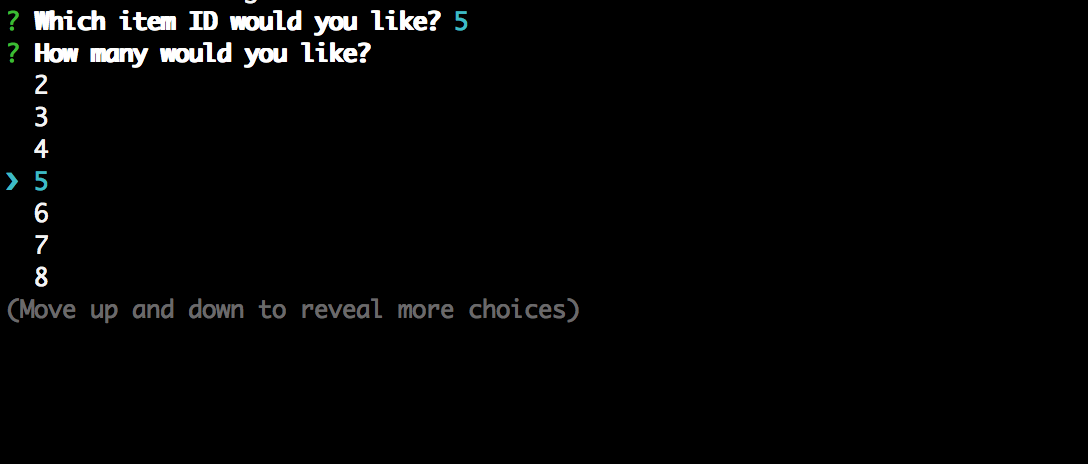 ? Which item ID would you like? 5
? How many would you like?
2
3
4
❯ 5
6
7
8
(Move up and down to reveal more choices)